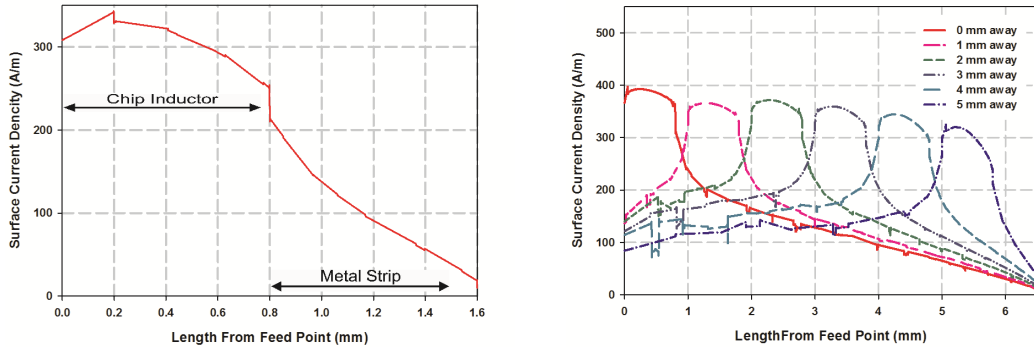 Surface Current Dencity (A/m)
300
200
100
0
Chip Inductor
Metal Strip
0.0 0.2 0.4 0.6 0.8 1.0 1.2 1.4 1.6
Length From Feed Point (mm)
Surface Current Dencity (A/m)
500
400
300
200
100
0
0 mm away
1 mm away
2 mm away
3 mm away
4 mm away
5 mm away
0 1 2 3 4 5 6
LengthFrom Feed Point (mm)